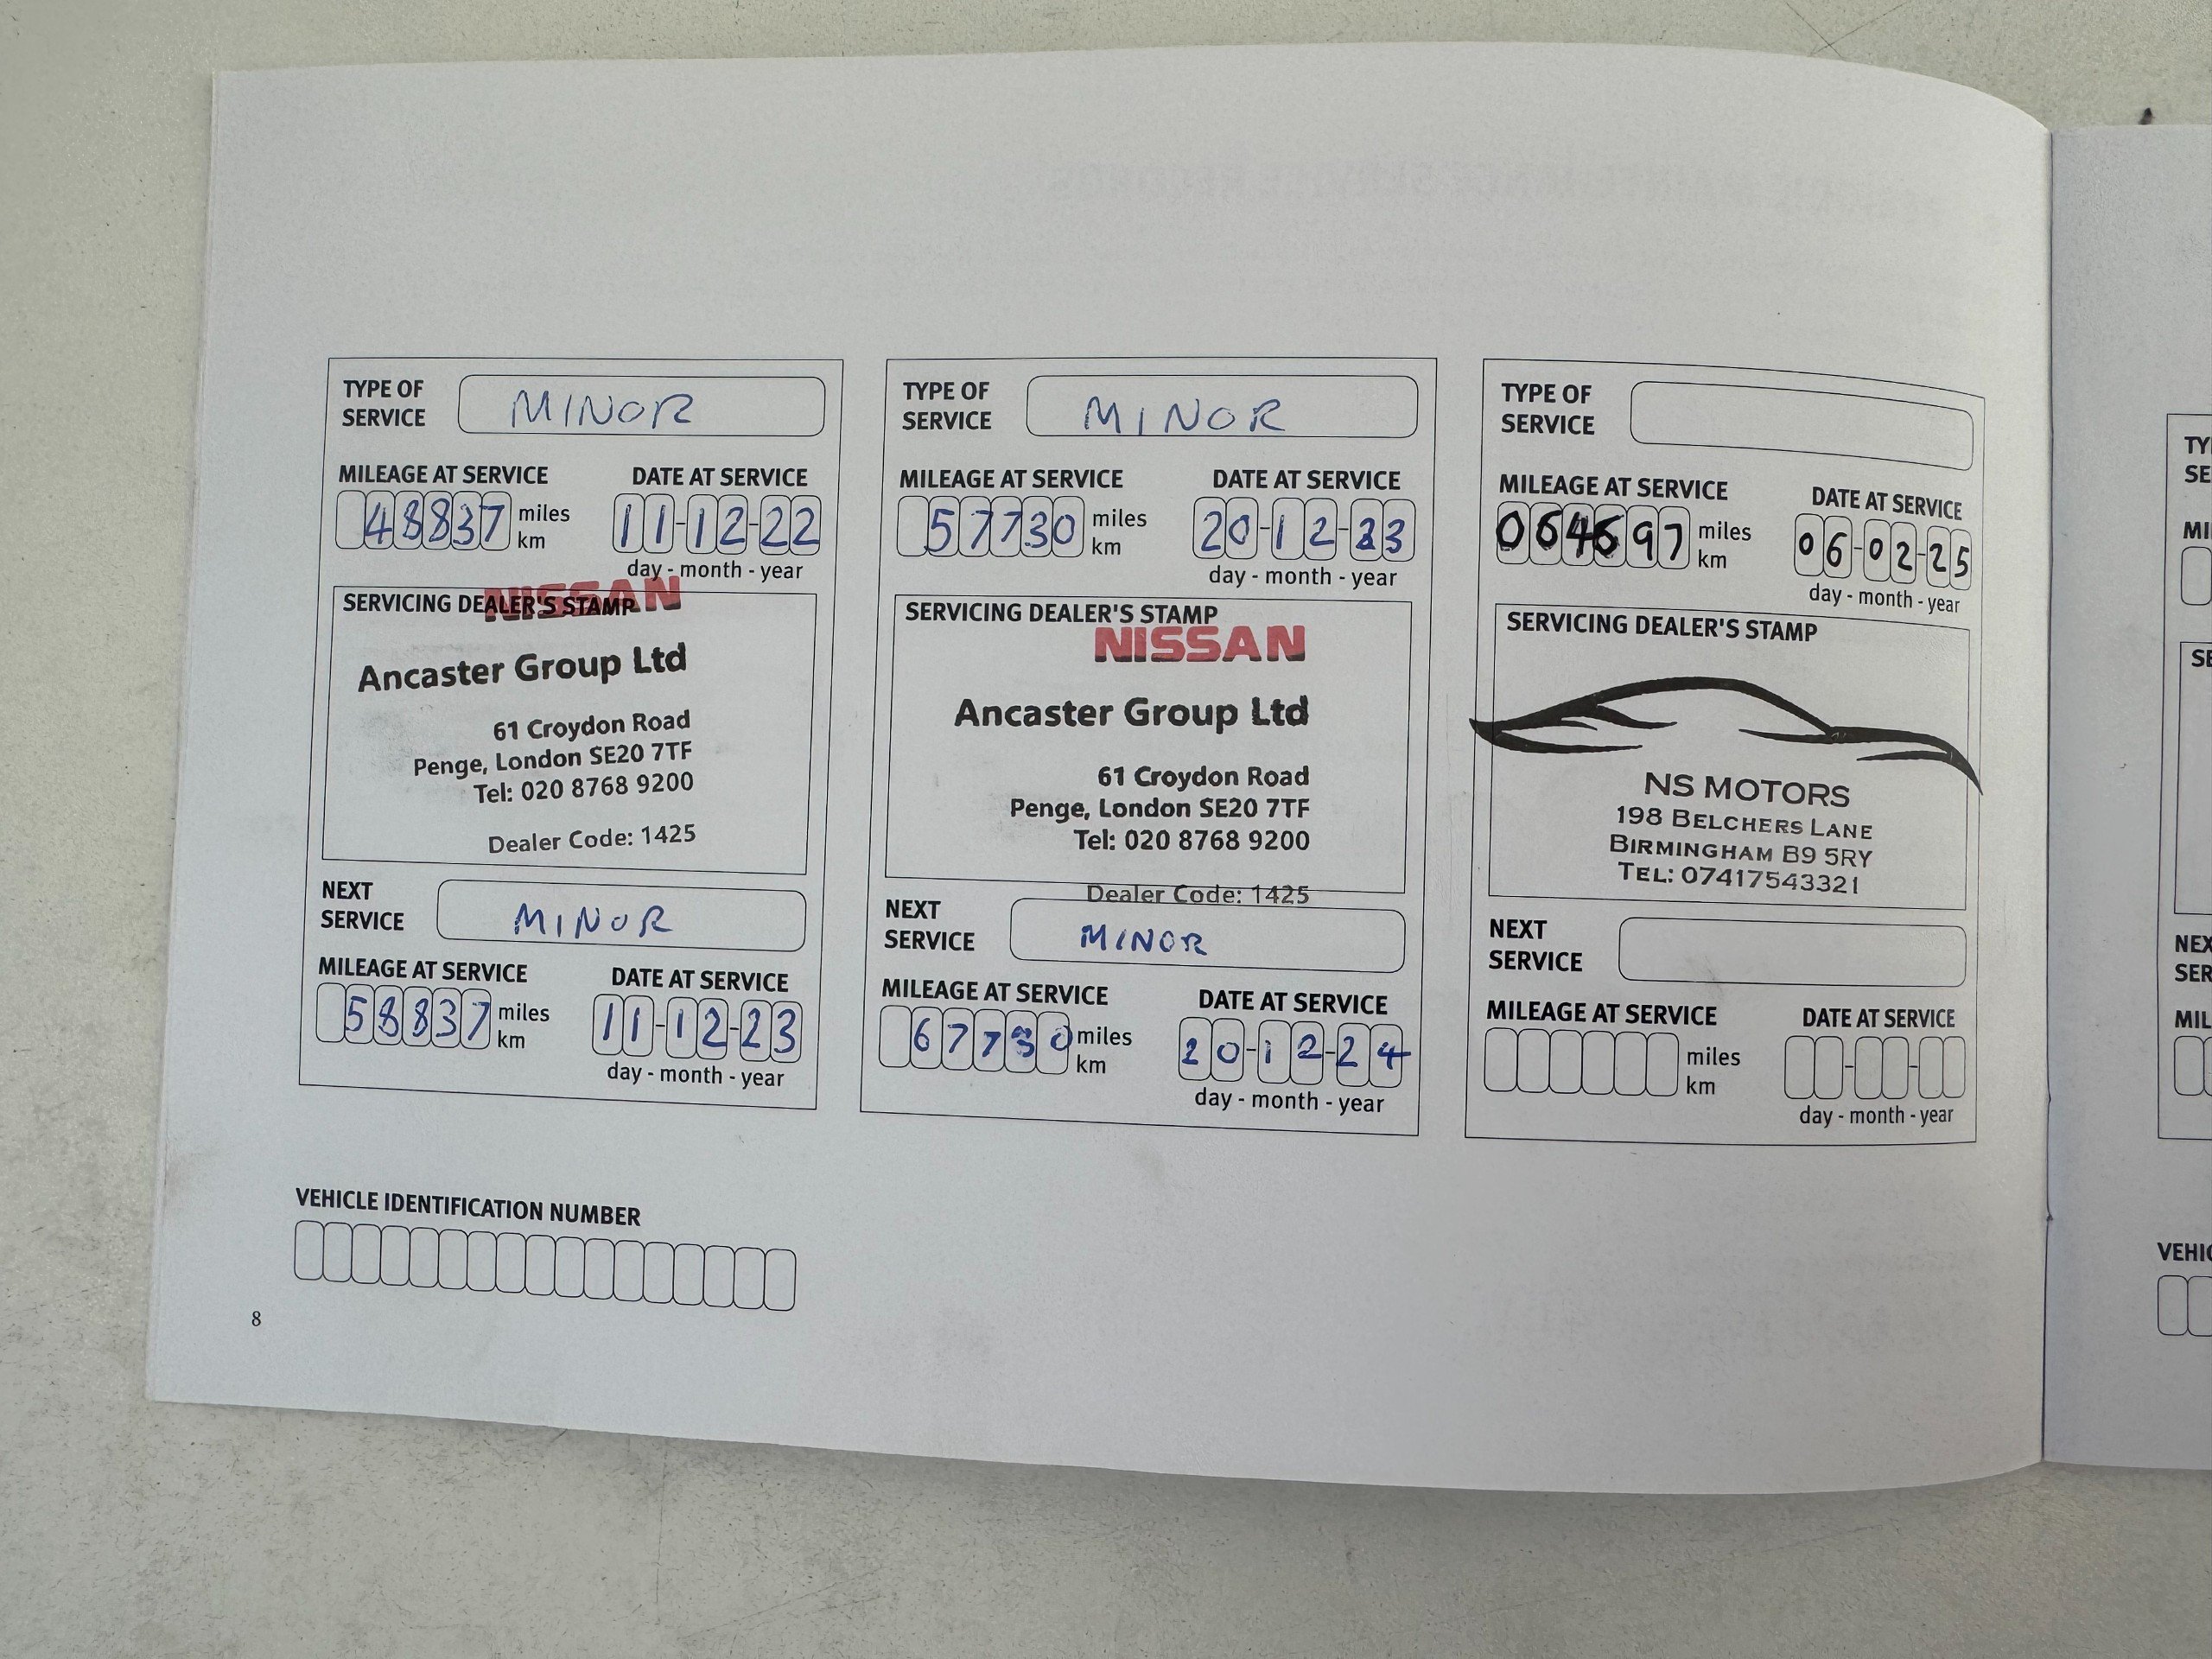 TYPE OF
SERVICE
MINOR
MILEAGE AT SERVICE
48837 miles
km
DATE AT SERVICE
11-12-22
day - month - year
SERVICING DEALER'S STAMP
NISSAN
Ancaster Group Ltd
61 Croydon Road
Penge, London SE20 7TF
Tel: 020 8768 9200
Dealer Code: 1425
NEXT
SERVICE
MINOR
MILEAGE AT SERVICE
58837 miles
km
DATE AT SERVICE
11-12-23
day - month - year
TYPE OF
SERVICE
MINOR
MILEAGE AT SERVICE
57730 miles
km
DATE AT SERVICE
20-12-23
day - month - year
SERVICING DEALER'S STAMP
NISSAN
Ancaster Group Ltd
61 Croydon Road
Penge, London SE20 7TF
Tel: 020 8768 9200
Dealer Code: 1425
NEXT
SERVICE
MINOR
MILEAGE AT SERVICE
67730 miles
km
DATE AT SERVICE
20-12-24
day - month - year
TYPE OF
SERVICE
MILEAGE AT SERVICE
064697 miles
km
DATE AT SERVICE
06-02-25
day - month - year
SERVICING DEALER'S STAMP
NS MOTORS
198 BELCHERS LANE
BIRMINGHAM B9 5RY
TEL: 07417543321
NEXT
SERVICE
MILEAGE AT SERVICE
miles
km
DATE AT SERVICE
day - month - year
VEHICLE IDENTIFICATION NUMBER
8